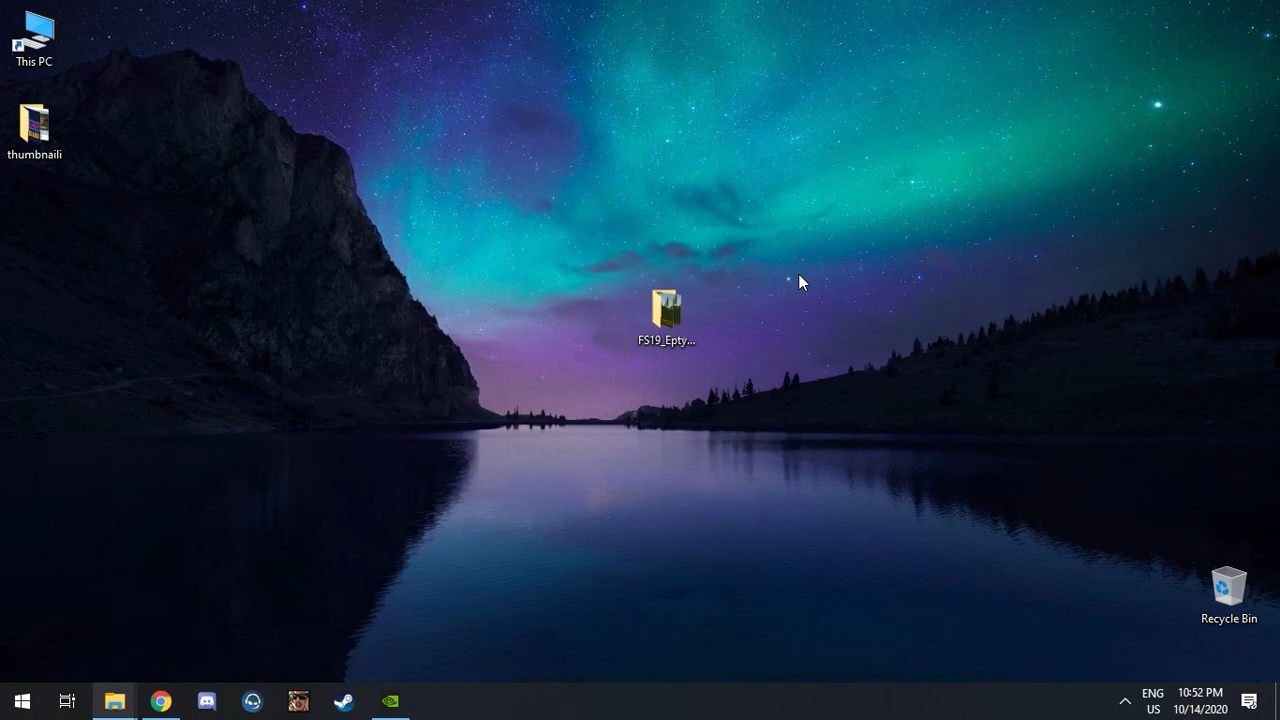 This PC
thumbnaili
FS19_Epty...
Recycle Bin
ENG
US
10:52 PM
10/14/2020